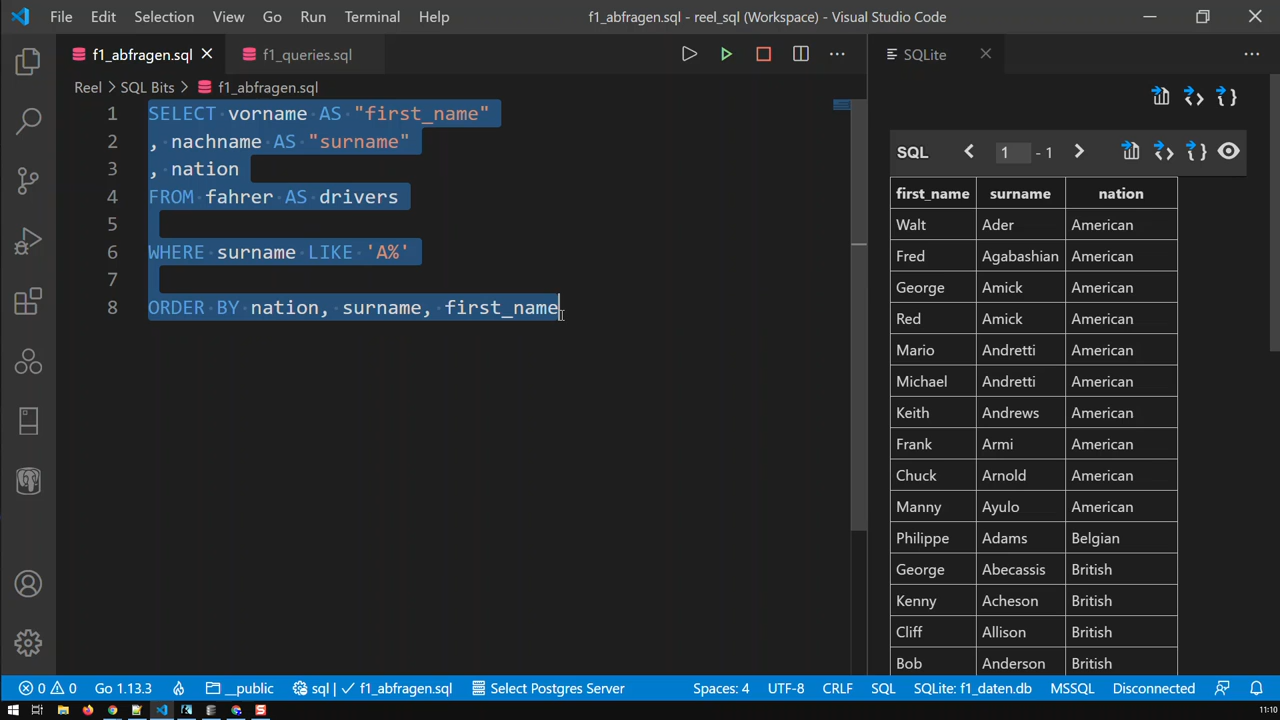 File Edit Selection View Go Run Terminal Help
f1_abfragen.sql - reel_sql (Workspace) - Visual Studio Code
f1_abfragen.sql
f1_queries.sql
Reel > SQL Bits > f1_abfragen.sql
1 SELECT vorname AS "first_name"
2 , nachname AS "surname"
3 , nation
4 FROM fahrer AS drivers
5
6 WHERE surname LIKE 'A%'
7
8 ORDER BY nation, surname, first_name
SQLite
SQL < 1 - 1 >
first_name surname nation
Walt Ader American
Fred Agabashian American
George Amick American
Red Amick American
Mario Andretti American
Michael Andretti American
Keith Andrews American
Frank Armi American
Chuck Arnold American
Manny Ayulo American
Philippe Adams Belgian
George Abecassis British
Kenny Acheson British
Cliff Allison British
Bob Anderson British
0 0 Go 1.13.3 __public sql | ✓ f1_abfragen.sql Select Postgres Server Spaces: 4 UTF-8 CRLF SQL SQLite: f1_daten.db MSSQL Disconnected
11:10